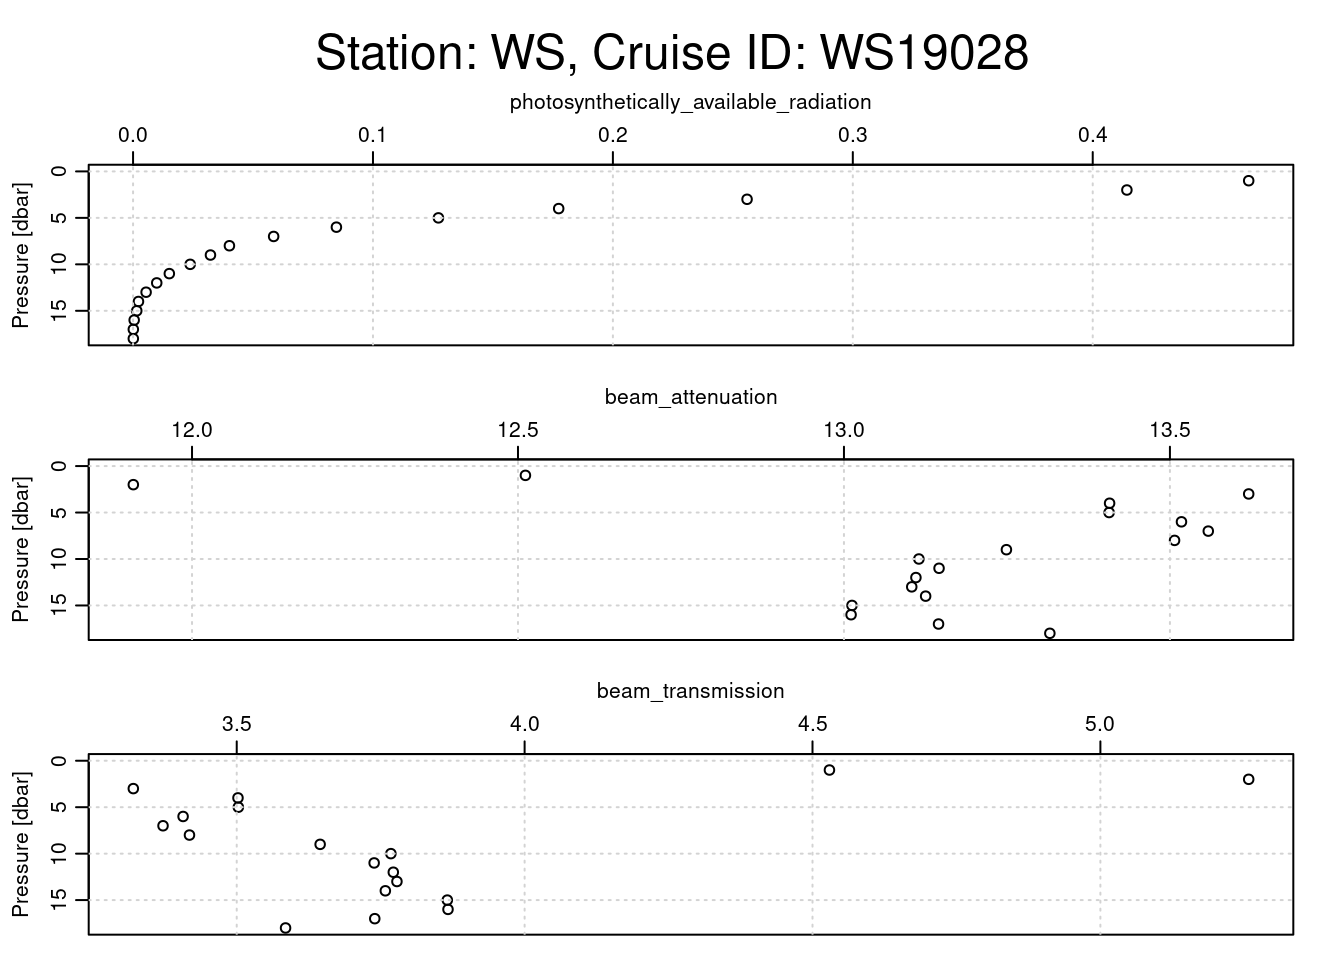 Station: WS, Cruise ID: WS19028
photosynthetically_available_radiation
0.0 0.1 0.2 0.3 0.4
Pressure [dbar]
0
5
10
15
beam_attenuation
12.0 12.5 13.0 13.5
Pressure [dbar]
0
5
10
15
beam_transmission
3.5 4.0 4.5 5.0
Pressure [dbar]
0
5
10
15